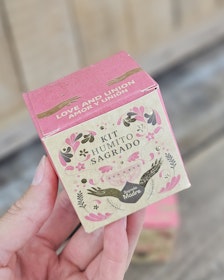 LOVE AND UNION
AMOR Y UNIÓN
KIT
HUMITO
SAGRADO